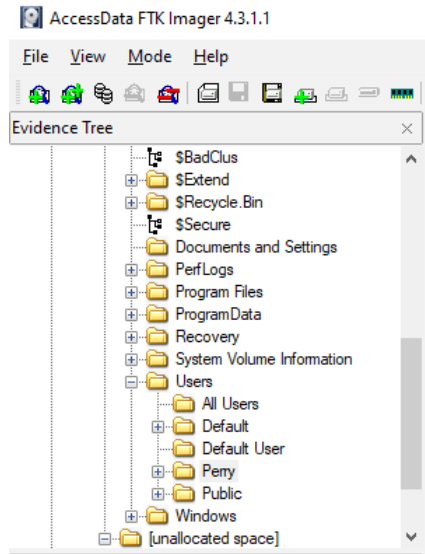 AccessData FTK Imager 4.3.1.1
File View Mode Help
Evidence Tree
$BadClus
$Extend
$Recycle.Bin
$Secure
Documents and Settings
PerfLogs
Program Files
ProgramData
Recovery
System Volume Information
Users
All Users
Default
Default User
Perry
Public
Windows
[unallocated space]